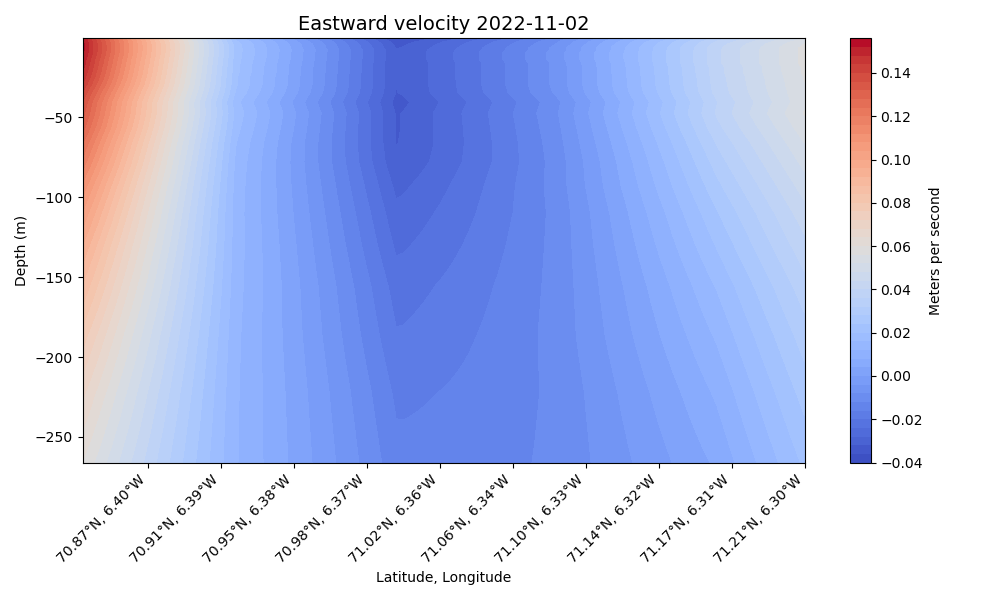 Eastward velocity 2022-11-02
Depth (m)
−50
−100
−150
−200
−250
70.87°N, 6.40°W
70.91°N, 6.39°W
70.95°N, 6.38°W
70.98°N, 6.37°W
71.02°N, 6.36°W
71.06°N, 6.34°W
71.10°N, 6.33°W
71.14°N, 6.32°W
71.17°N, 6.31°W
71.21°N, 6.30°W
Latitude, Longitude
0.14
0.12
0.10
0.08
0.06
0.04
0.02
0.00
−0.02
−0.04
Meters per second